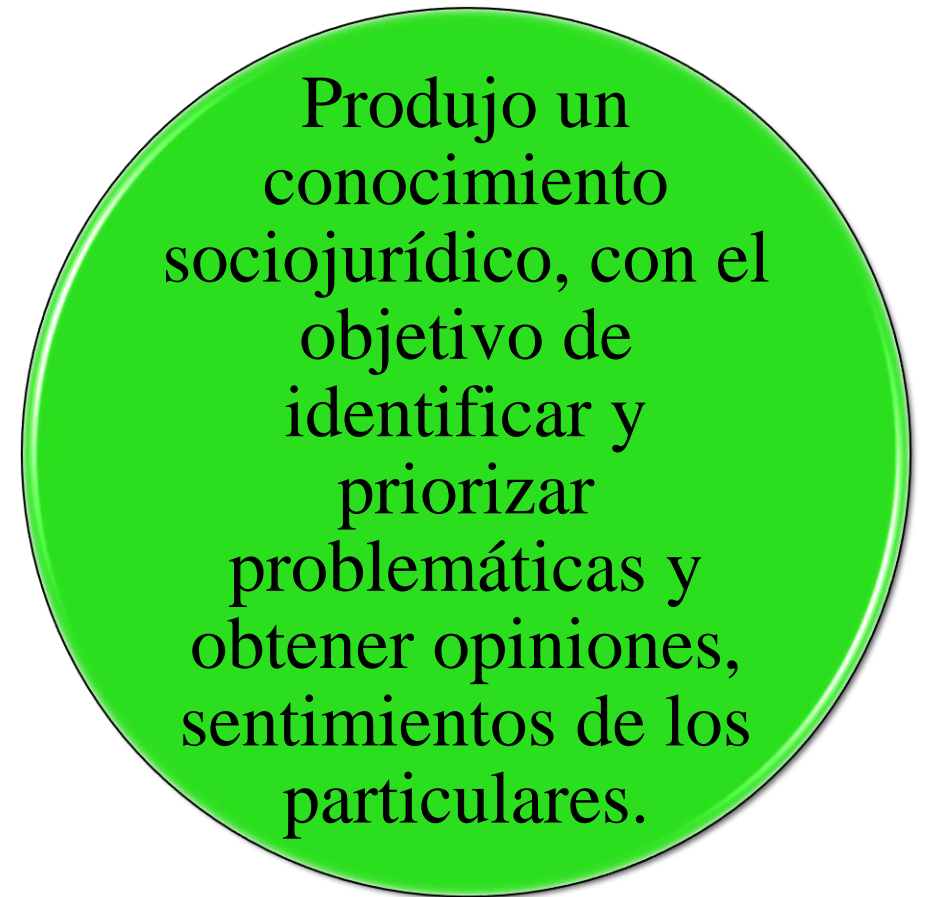 Produjo un
conocimiento
sociojurídico, con el
objetivo de
identificar y
priorizar
problemáticas y
obtener opiniones,
sentimientos de los
particulares.